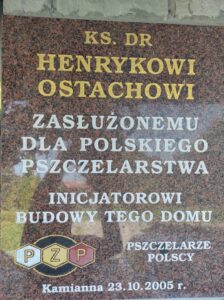 KS. DR
HENRYKOWI
OSTACHOWI
ZASŁUŻONEMU
DLA POLSKIEGO
PSZCZELARSTWA
INICJATOROWI
BUDOWY TEGO DOMU
PZP
PSZCZELARZE
POLSCY
Kamianna 23.10.2005 r.